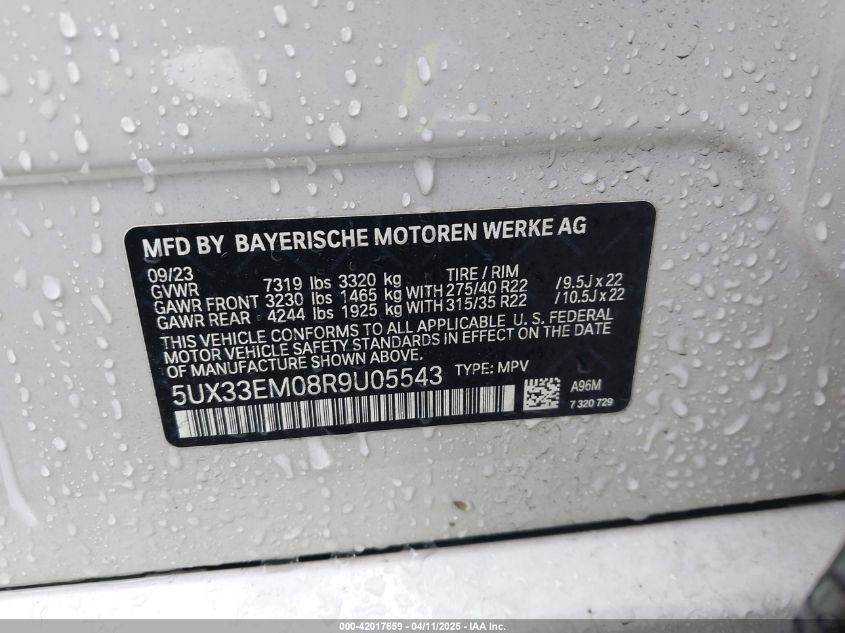 MFD BY BAYERISCHE MOTOREN WERKE AG
09/23 TIRE / RIM
GVWR 7319 lbs 3320 kg
GAWR FRONT 3230 lbs 1465 kg WITH 275/40 R22 /9.5J x 22
GAWR REAR 4244 lbs 1925 kg WITH 315/35 R22 /10.5J x 22
THIS VEHICLE CONFORMS TO ALL APPLICABLE U. S. FEDERAL
MOTOR VEHICLE SAFETY STANDARDS IN EFFECT ON THE DATE
OF MANUFACTURE SHOWN ABOVE.
5UX33EM08R9U05543 TYPE: MPV
A96M
7 320 729
000-42017659 - 04/11/2025 - IAA Inc.